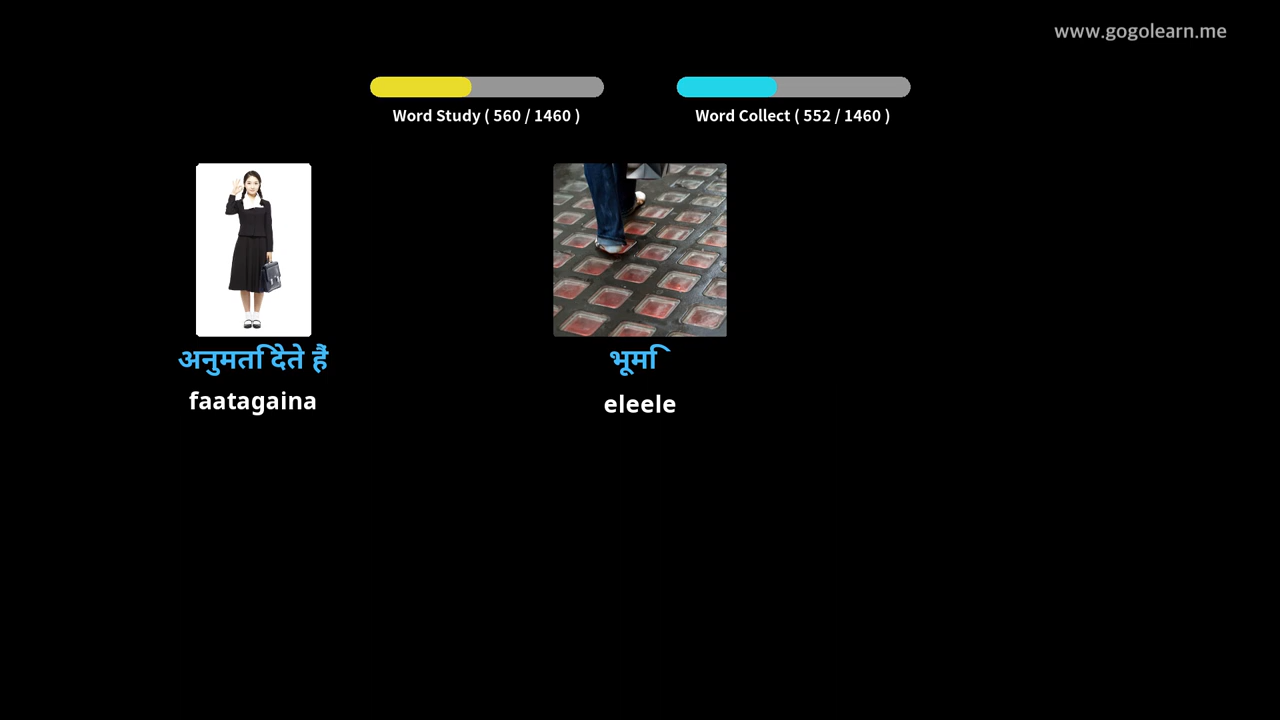 www.gogolearn.me
Word Study ( 560 / 1460 )
Word Collect ( 552 / 1460 )
अनुमति देते हैं
भूमि
faatagaina
eleele